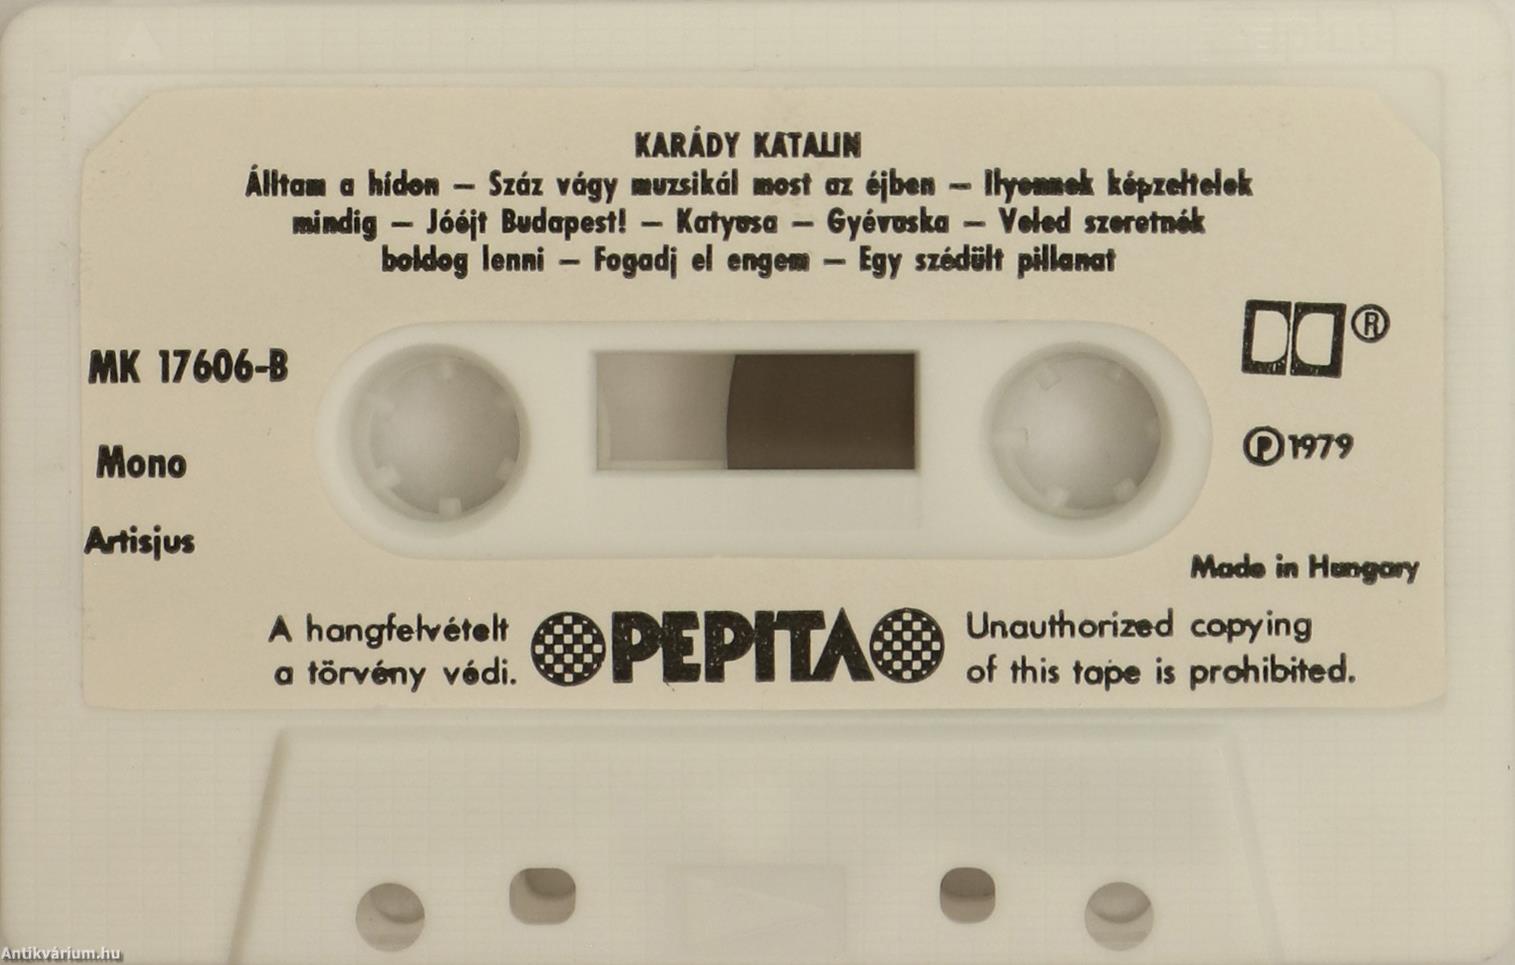 KARÁDY KATALIN
Álltam a hídon – Száz vágy muzsikál most az éjben – Ilyennek képzeltelek
mindig – Jóéjt Budapest! – Katyusa – Gyévuska – Veled szeretnék
boldog lenni – Fogadj el engem – Egy szédült pillanat
MK 17606-B
®
Mono
℗ 1979
Artisjus
Made in Hungary
A hangfelvételt
a törvény védi.
PEPITA
Unauthorized copying
of this tape is prohibited.
Antikvárium.hu